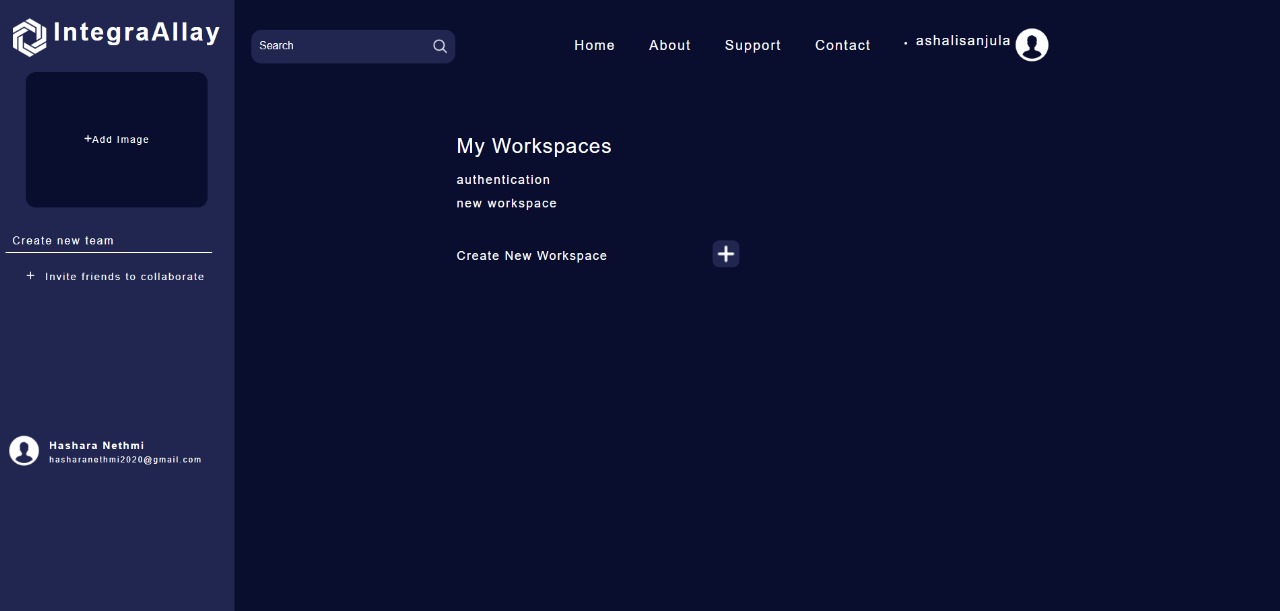 IntegraAllay
+Add Image
Create new team
+ Invite friends to collaborate
Hashara Nethmi
hasharanethmi2020@gmail.com
Search
Home About Support Contact • ashalisanjula
My Workspaces
authentication
new workspace
Create New Workspace +